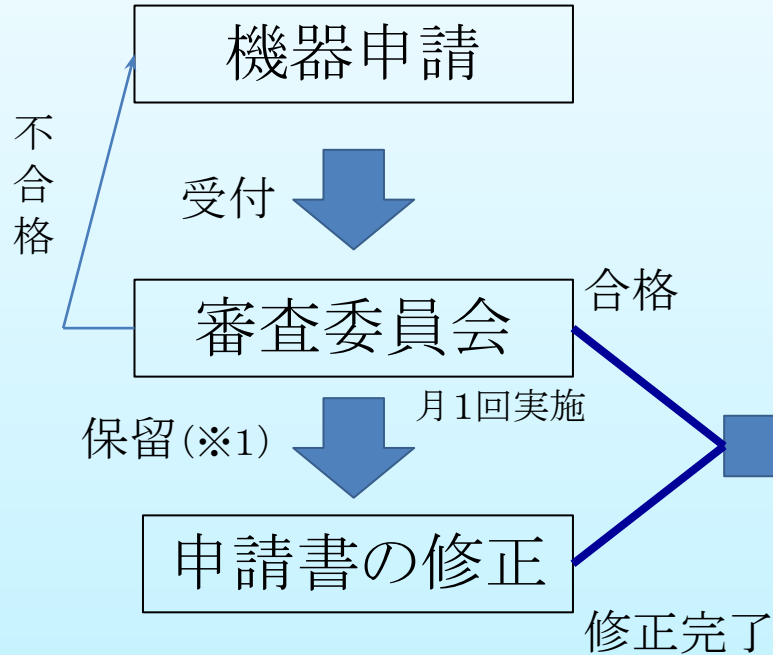 機器申請
不合格
受付
審査委員会
合格
月１回実施
保留(※1)
申請書の修正
修正完了